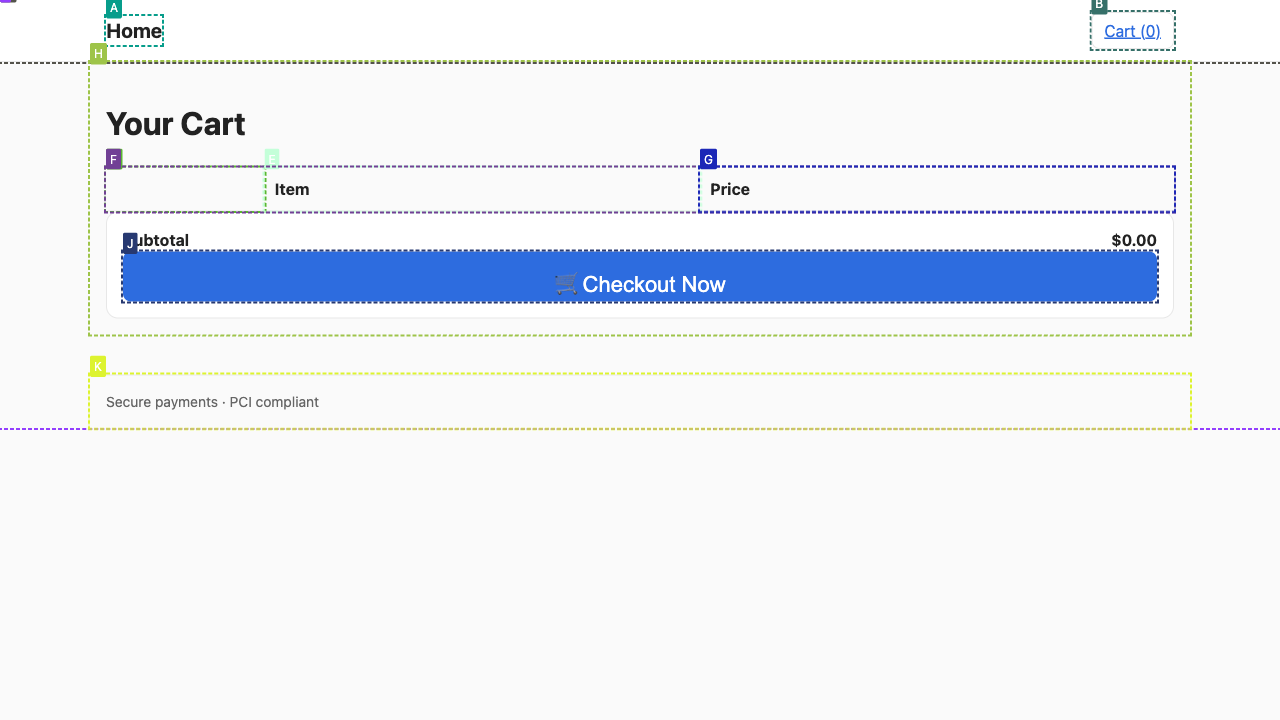 A
B
Home
Cart (0)
H
Your Cart
F
E
G
Item
Price
J
ubtotal
$0.00
Checkout Now
K
Secure payments · PCI compliant